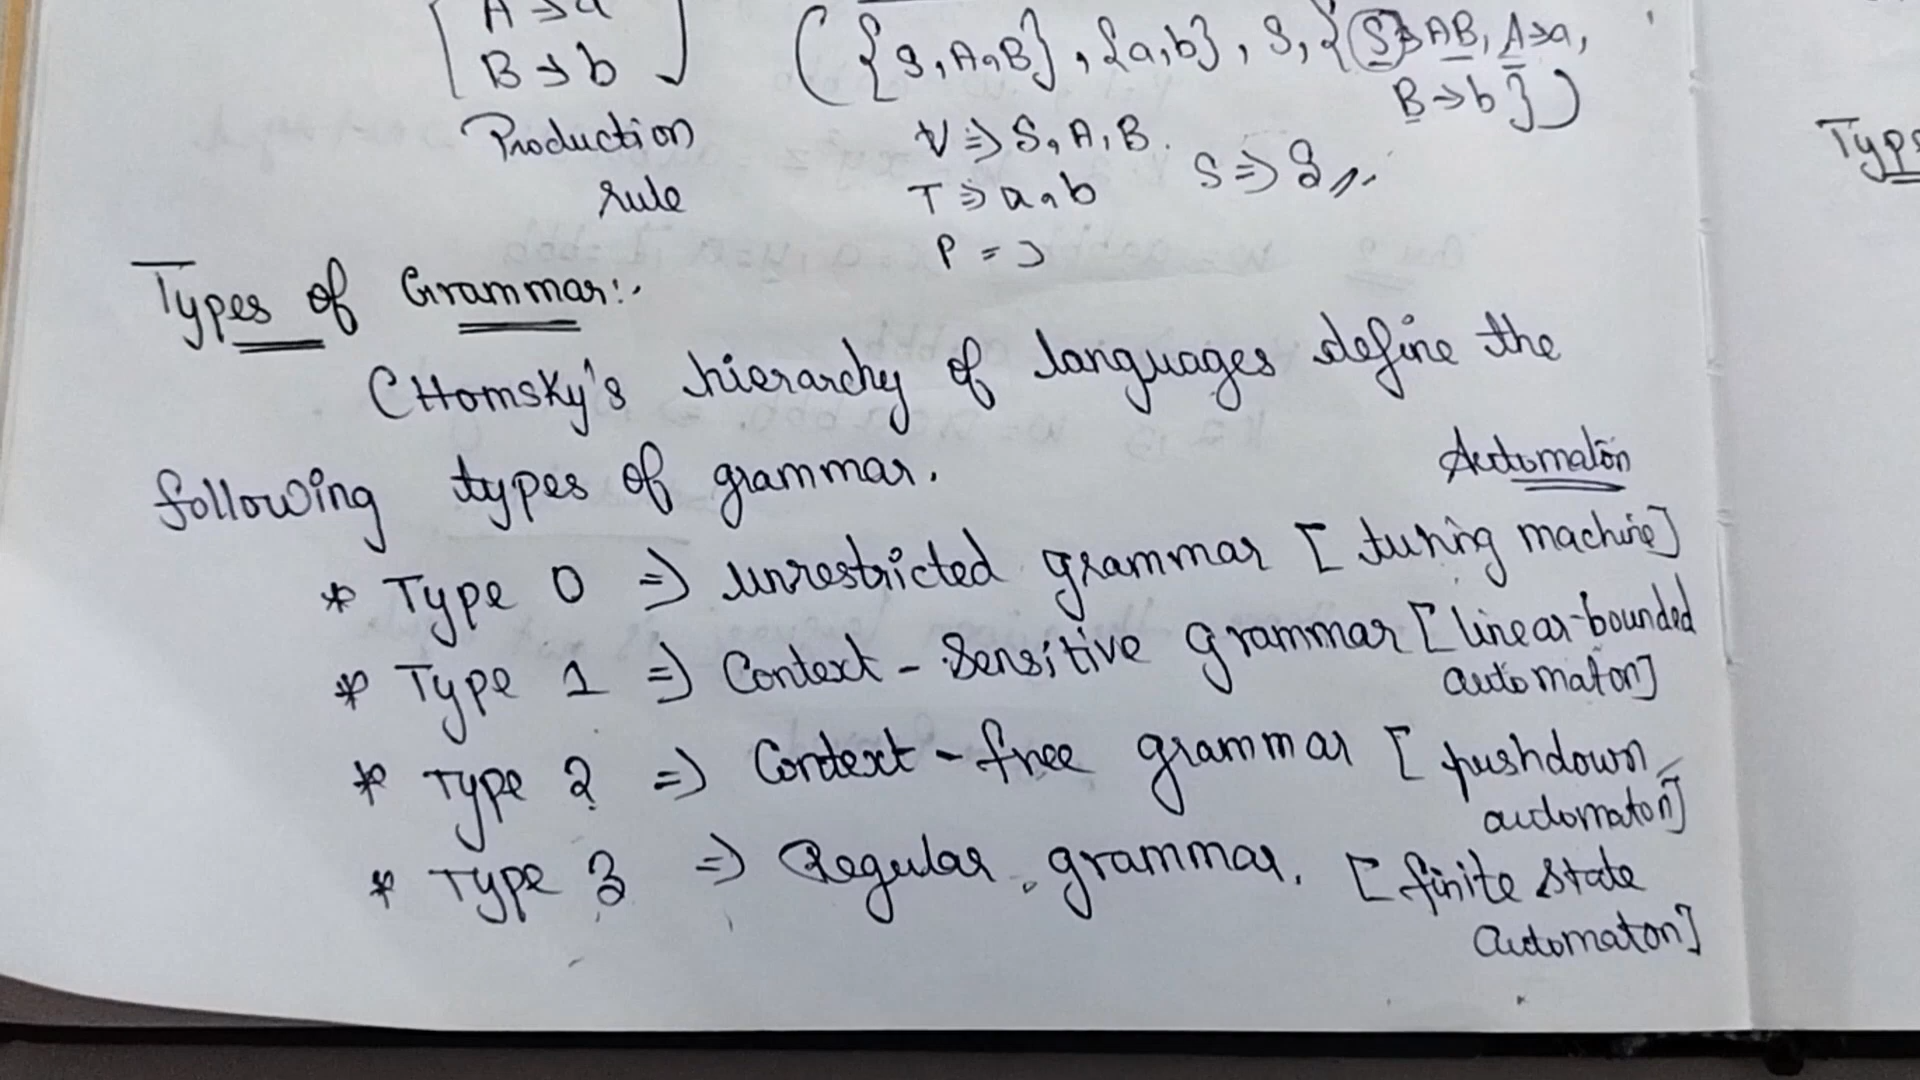 A → a
B → b
Production
rule
({S, A, B}, {a, b}, S, {S → AB, A → a,
B → b})
V ⇒ S, A, B.
T ⇒ a, b
S ⇒ S
P =>
Types of Grammar:-
CHomsky's hierarchy of languages define the
following types of grammar.
Automaton
* Type 0 => unrestricted grammar [turing machine]
* Type 1 => Context-Sensitive grammar [linear-bounded
automaton]
* Type 2 => Context-free grammar [pushdown
automaton]
* Type 3 => Regular grammar. [finite state
automaton]
Type